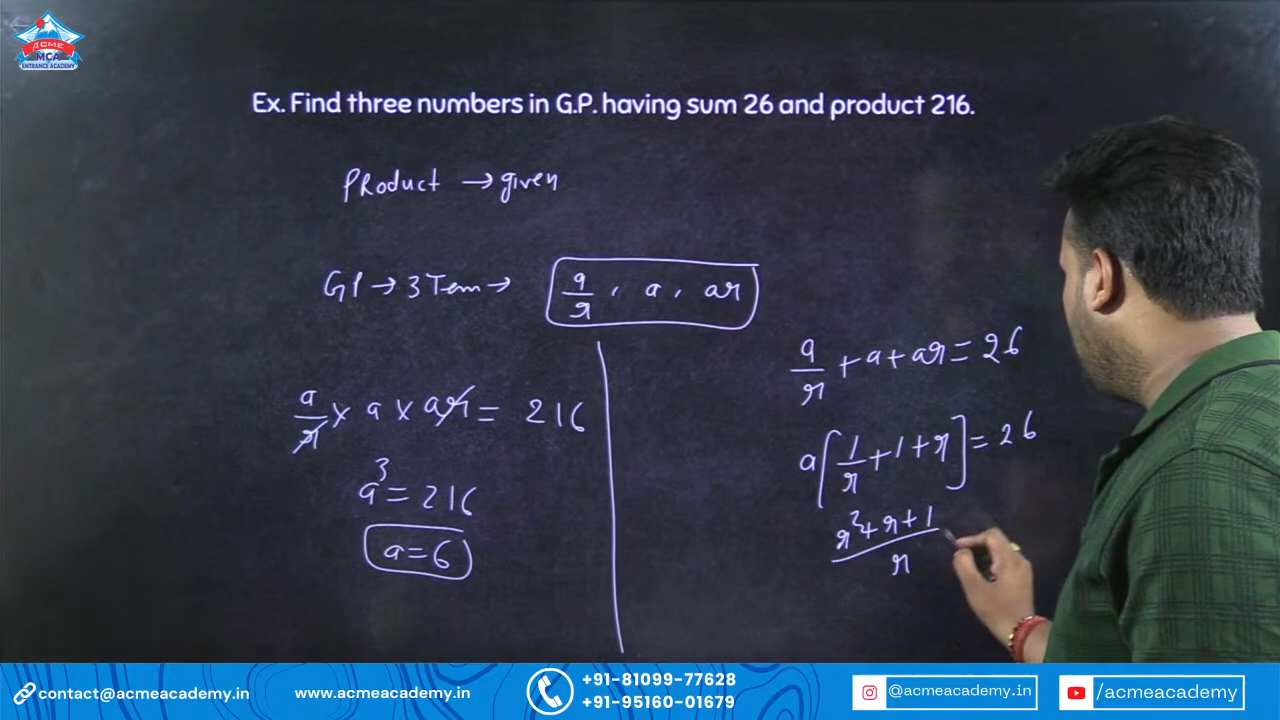 ACME
MCA
ENTRANCE ACADEMY
Ex. Find three numbers in G.P. having sum 26 and product 216.
PRoduct → given
GP → 3 Term → a/r, a, ar
a/r × a × ar = 216
a³ = 216
a = 6
a/r + a + ar = 26
a[1/r + 1 + r] = 26
r² + r + 1 / r
contact@acmeacademy.in
www.acmeacademy.in
+91-81099-77628
+91-95160-01679
@acmeacademy.in
/acmeacademy